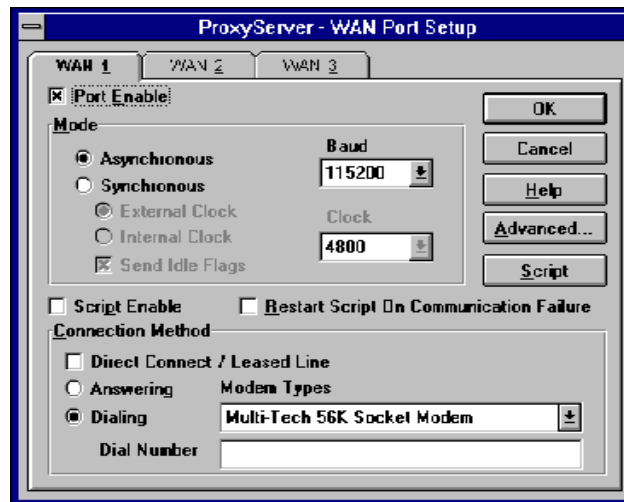 ProxyServer - WAN Port Setup
WAN 1 WAN 2 WAN 3
Port Enable
OK
Mode
Baud
Asynchronous
115200
Cancel
Synchronous
Help
External Clock
Clock
Internal Clock
4800
Advanced...
Send Idle Flags
Script
Script Enable Restart Script On Communication Failure
Connection Method
Direct Connect / Leased Line
Answering Modem Types
Dialing Multi-Tech 56K Socket Modem
Dial Number